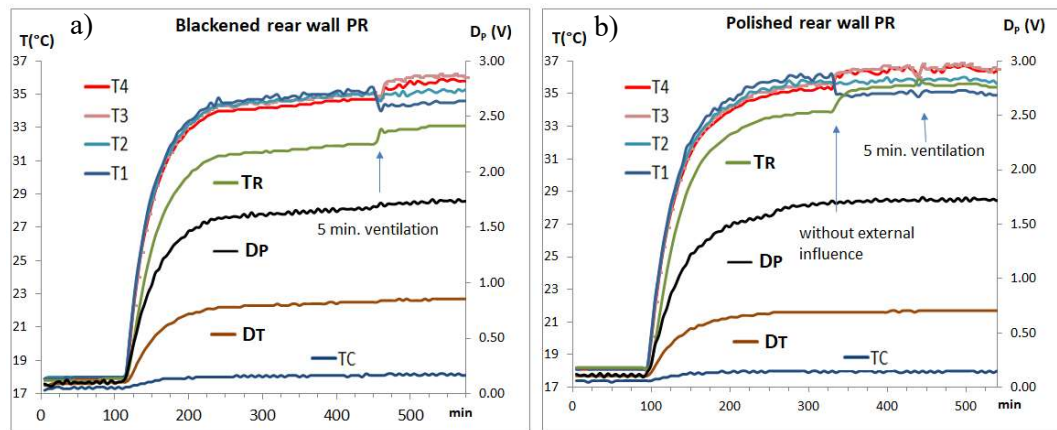 a) Blackened rear wall PR
T(°C)
DP (V)
37
35
33
31
29
27
25
23
21
19
17
3.00
2.50
2.00
1.50
1.00
0.50
0.00
T4
T3
T2
T1
TR
5 min. ventilation
DP
DT
TC
0 100 200 300 400 500 min
b) Polished rear wall PR
T(°C)
DP (V)
37
35
33
31
29
27
25
23
21
19
17
3.00
2.50
2.00
1.50
1.00
0.50
0.00
T4
T3
T2
T1
TR
5 min. ventilation
without external
influence
DP
DT
TC
0 100 200 300 400 500 min